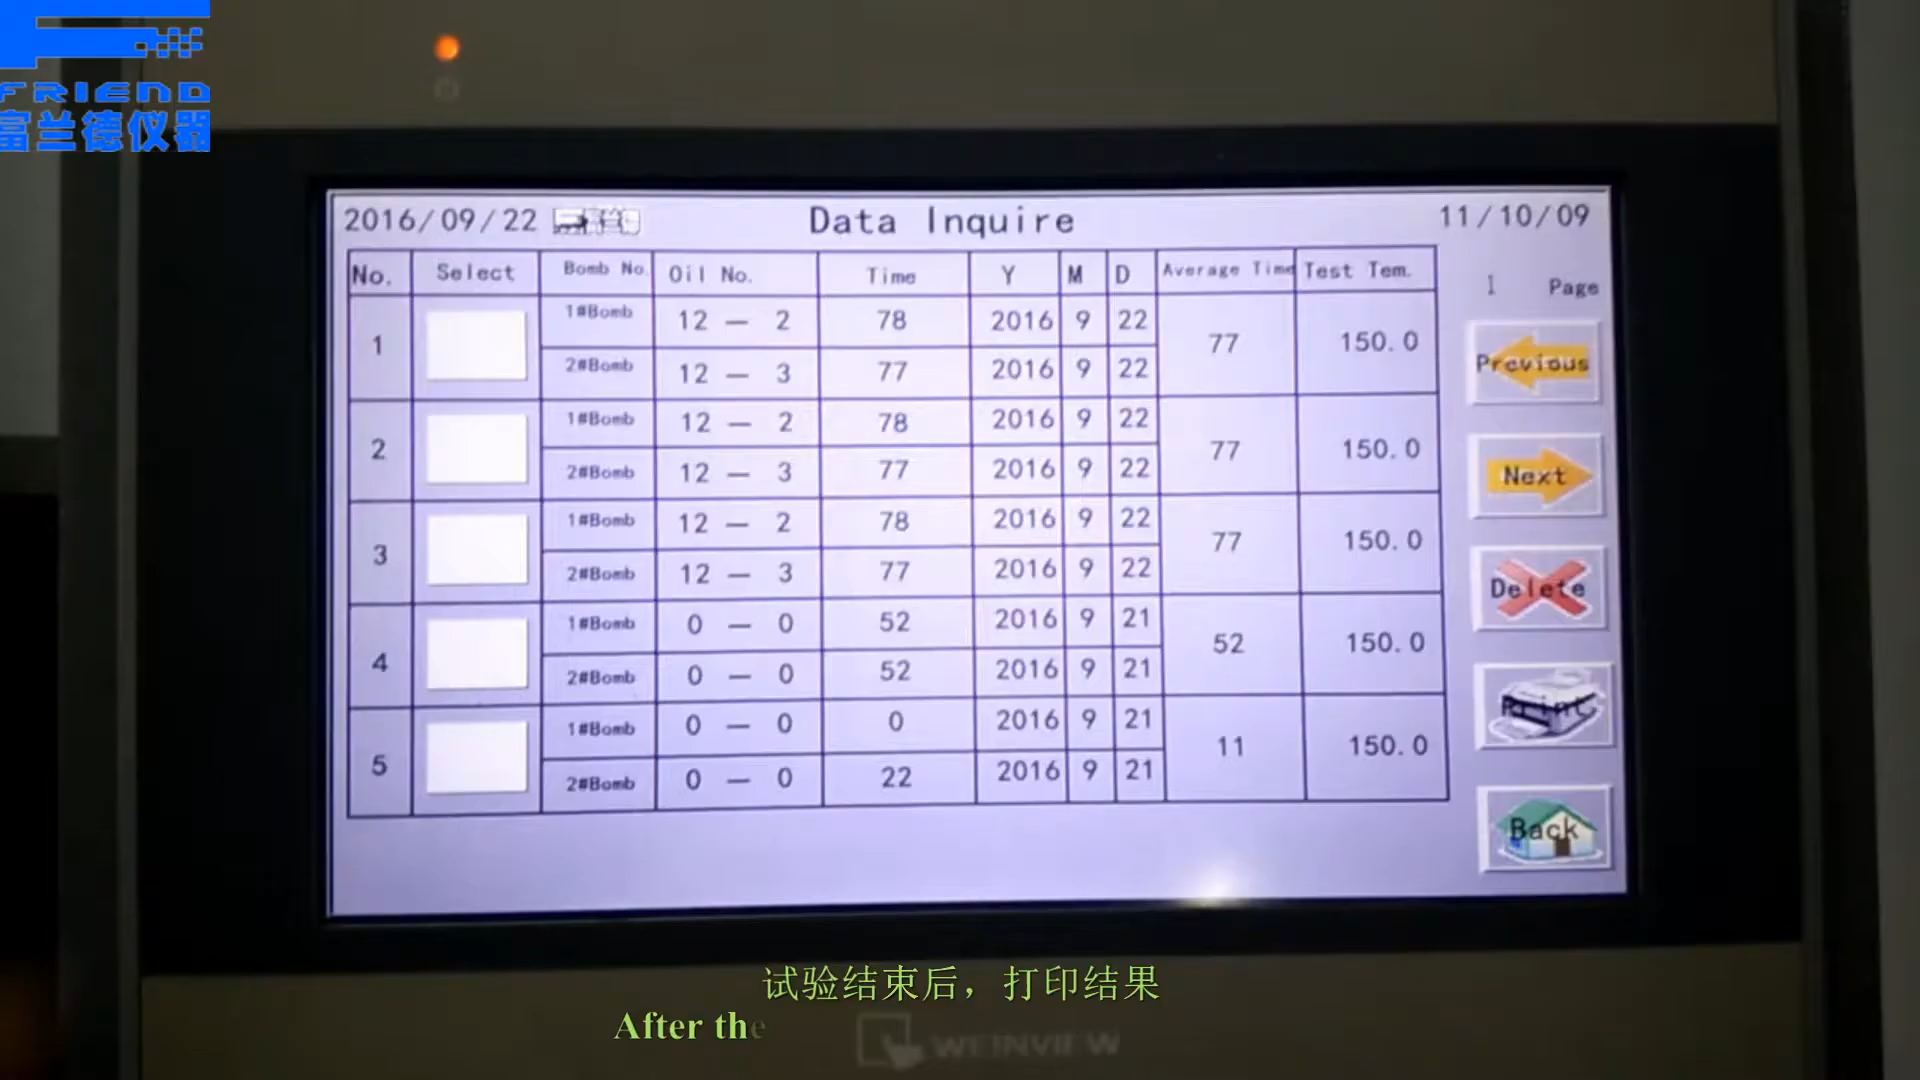 FRIEND
富兰德仪器
2016/09/22 Data Inquire 11/10/09
No. Select Bomb No. Oil No. Time Y M D Average Time Test Tem.
1 Page
1 1#Bomb 12 — 2 78 2016 9 22 77 150.0
2#Bomb 12 — 3 77 2016 9 22
Previous
2 1#Bomb 12 — 2 78 2016 9 22 77 150.0
2#Bomb 12 — 3 77 2016 9 22
Next
3 1#Bomb 12 — 2 78 2016 9 22 77 150.0
2#Bomb 12 — 3 77 2016 9 22
Delete
4 1#Bomb 0 — 0 52 2016 9 21 52 150.0
2#Bomb 0 — 0 52 2016 9 21
Print
5 1#Bomb 0 — 0 0 2016 9 21 11 150.0
2#Bomb 0 — 0 22 2016 9 21
Back
试验结束后，打印结果
After the
WEINVIEW